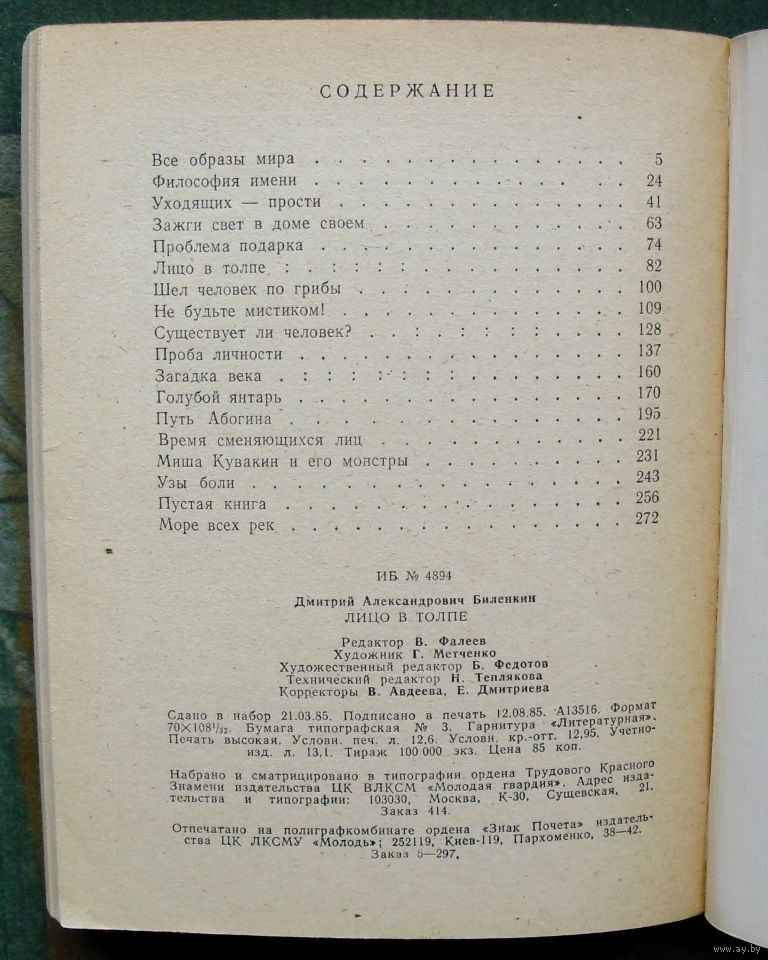 СОДЕРЖАНИЕ
Все образы мира . . . . . . . . . . . . . . . 5
Философия имени . . . . . . . . . . . . . . 24
Уходящих — прости . . . . . . . . . . . . . 41
Зажги свет в доме своем . . . . . . . . . . . 63
Проблема подарка . . . . . . . . . . . . . . 74
Лицо в толпе . . . . . . . . . . . . . . . 82
Шел человек по грибы . . . . . . . . . . . . 100
Не будьте мистиком! . . . . . . . . . . . . . 109
Существует ли человек? . . . . . . . . . . . 128
Проба личности . . . . . . . . . . . . . . . 137
Загадка века . . . . . . . . . . . . . . . 160
Голубой янтарь . . . . . . . . . . . . . . . 170
Путь Абогина . . . . . . . . . . . . . . . 195
Время сменяющихся лиц . . . . . . . . . . . 221
Миша Кувакин и его монстры . . . . . . . . . 231
Узы боли . . . . . . . . . . . . . . . . . 243
Пустая книга . . . . . . . . . . . . . . . 256
Море всех рек . . . . . . . . . . . . . . . 272
ИБ № 4894
Дмитрий Александрович Биленкин
ЛИЦО В ТОЛПЕ
Редактор В. Фалеев
Художник Г. Метченко
Художественный редактор Б. Федотов
Технический редактор Н. Теплякова
Корректоры В. Авдеева, Е. Дмитриева
Сдано в набор 21.03.85. Подписано в печать 12.08.85. А13516. Формат
70×108¹/₃₂. Бумага типографская № 3. Гарнитура «Литературная».
Печать высокая. Условн. печ. л. 12,6. Условн. кр.-отт. 12,95. Учетно-
изд. л. 13,1. Тираж 100 000 экз. Цена 85 коп.
Набрано и сматрицировано в типографии ордена Трудового Красного
Знамени издательства ЦК ВЛКСМ «Молодая гвардия». Адрес изда-
тельства и типографии: 103030, Москва, К-30, Сущевская, 21.
Заказ 414.
Отпечатано на полиграфкомбинате ордена «Знак Почета» издатель-
ства ЦК ЛКСМУ «Молодь»; 252119, Киев-119, Пархоменко, 38—42.
Заказ 5—297.
www.ay.by